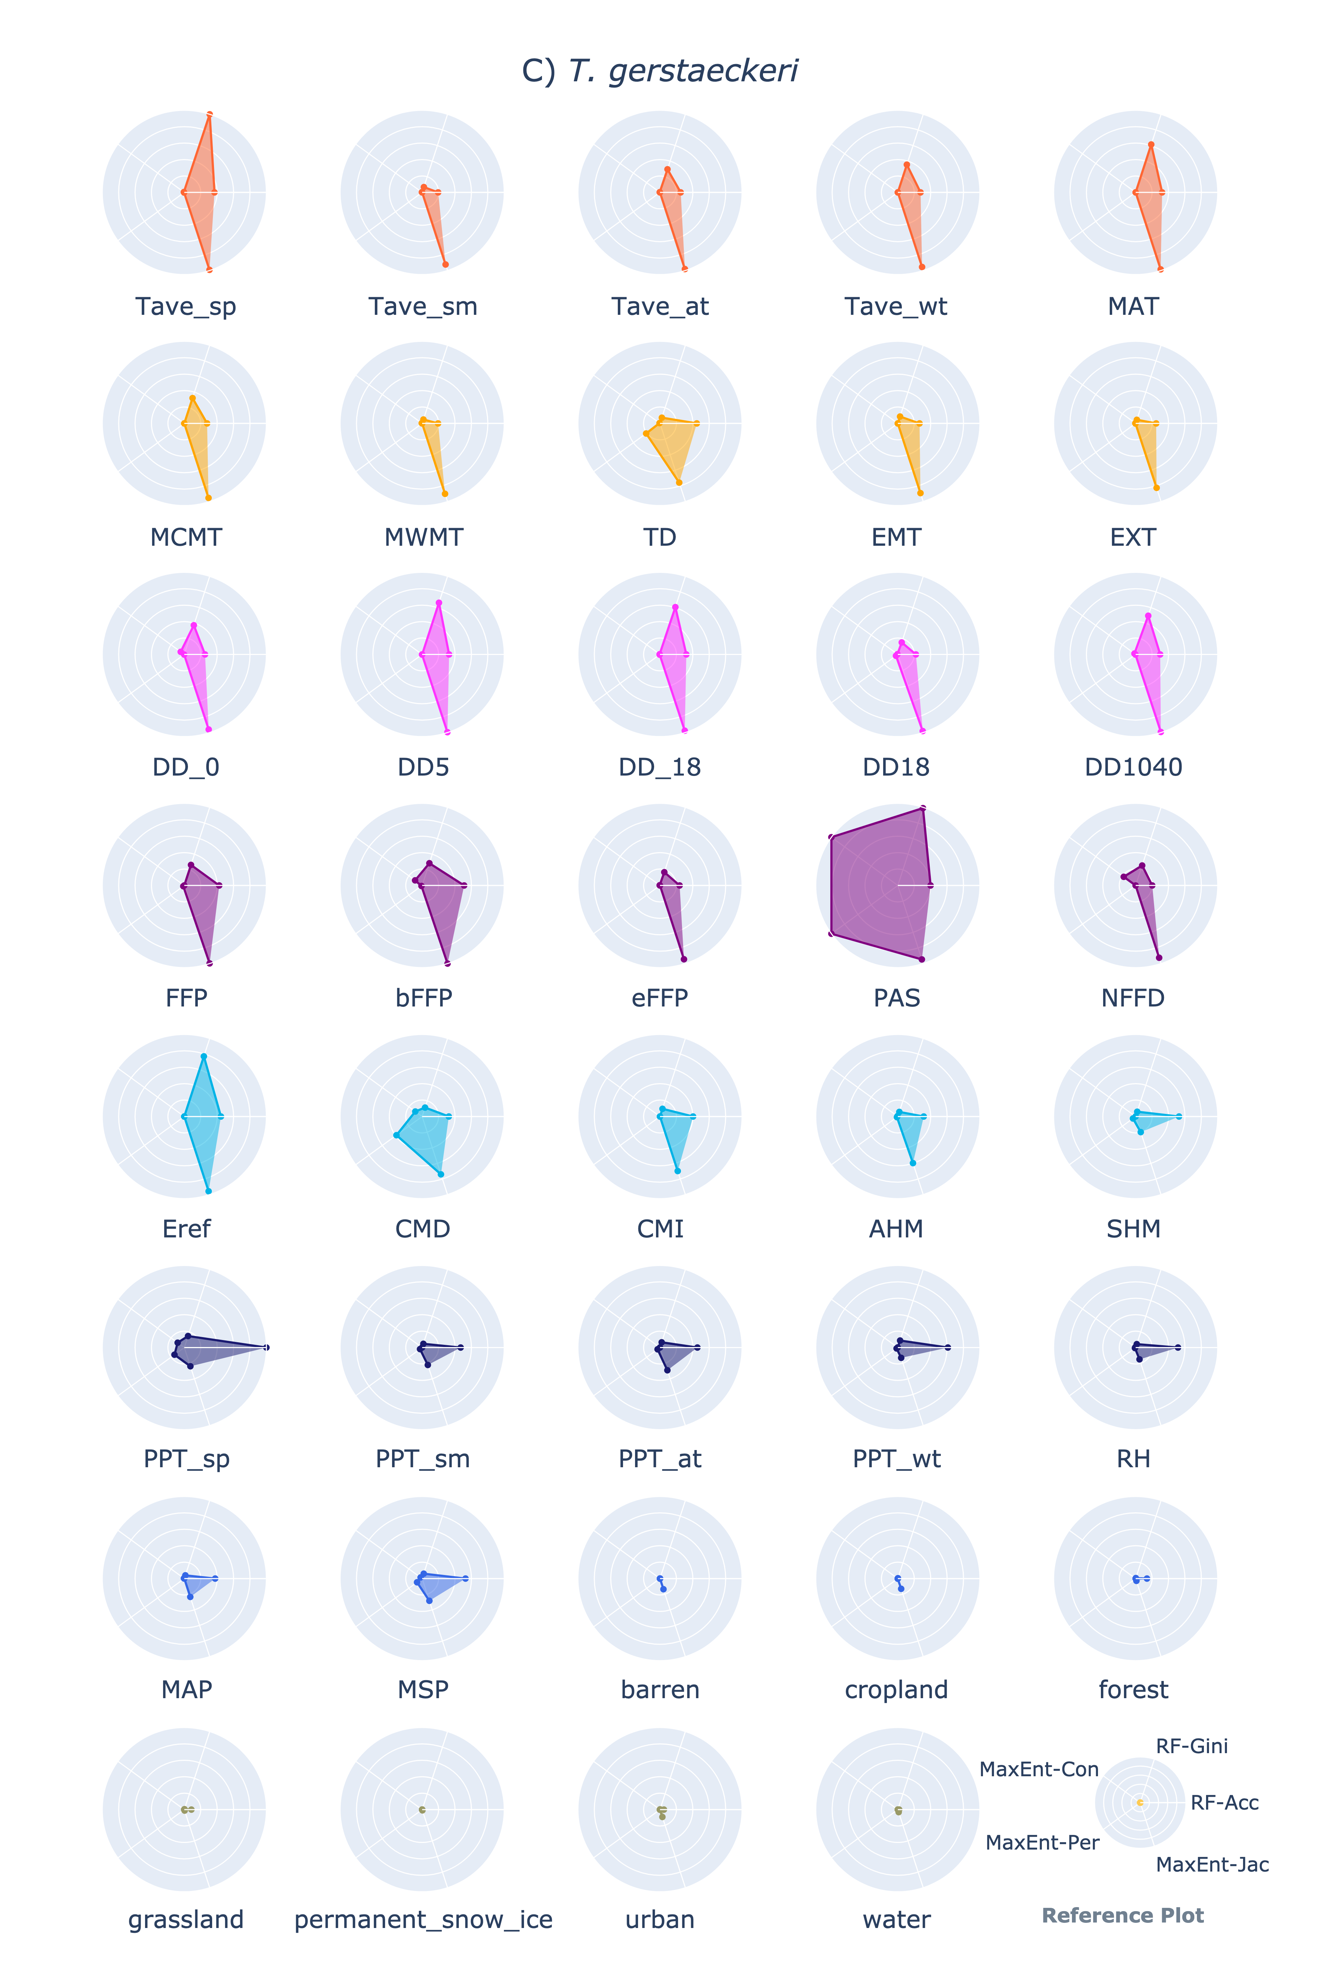 C) T. gerstaeckeri
Tave_sp Tave_sm Tave_at Tave_wt MAT
MCMT MWMT TD EMT EXT
DD_0 DD5 DD_18 DD18 DD1040
FFP bFFP eFFP PAS NFFD
Eref CMD CMI AHM SHM
PPT_sp PPT_sm PPT_at PPT_wt RH
MAP MSP barren cropland forest
RF-Gini
MaxEnt-Con
RF-Acc
MaxEnt-Per
MaxEnt-Jac
grassland permanent_snow_ice urban water Reference Plot